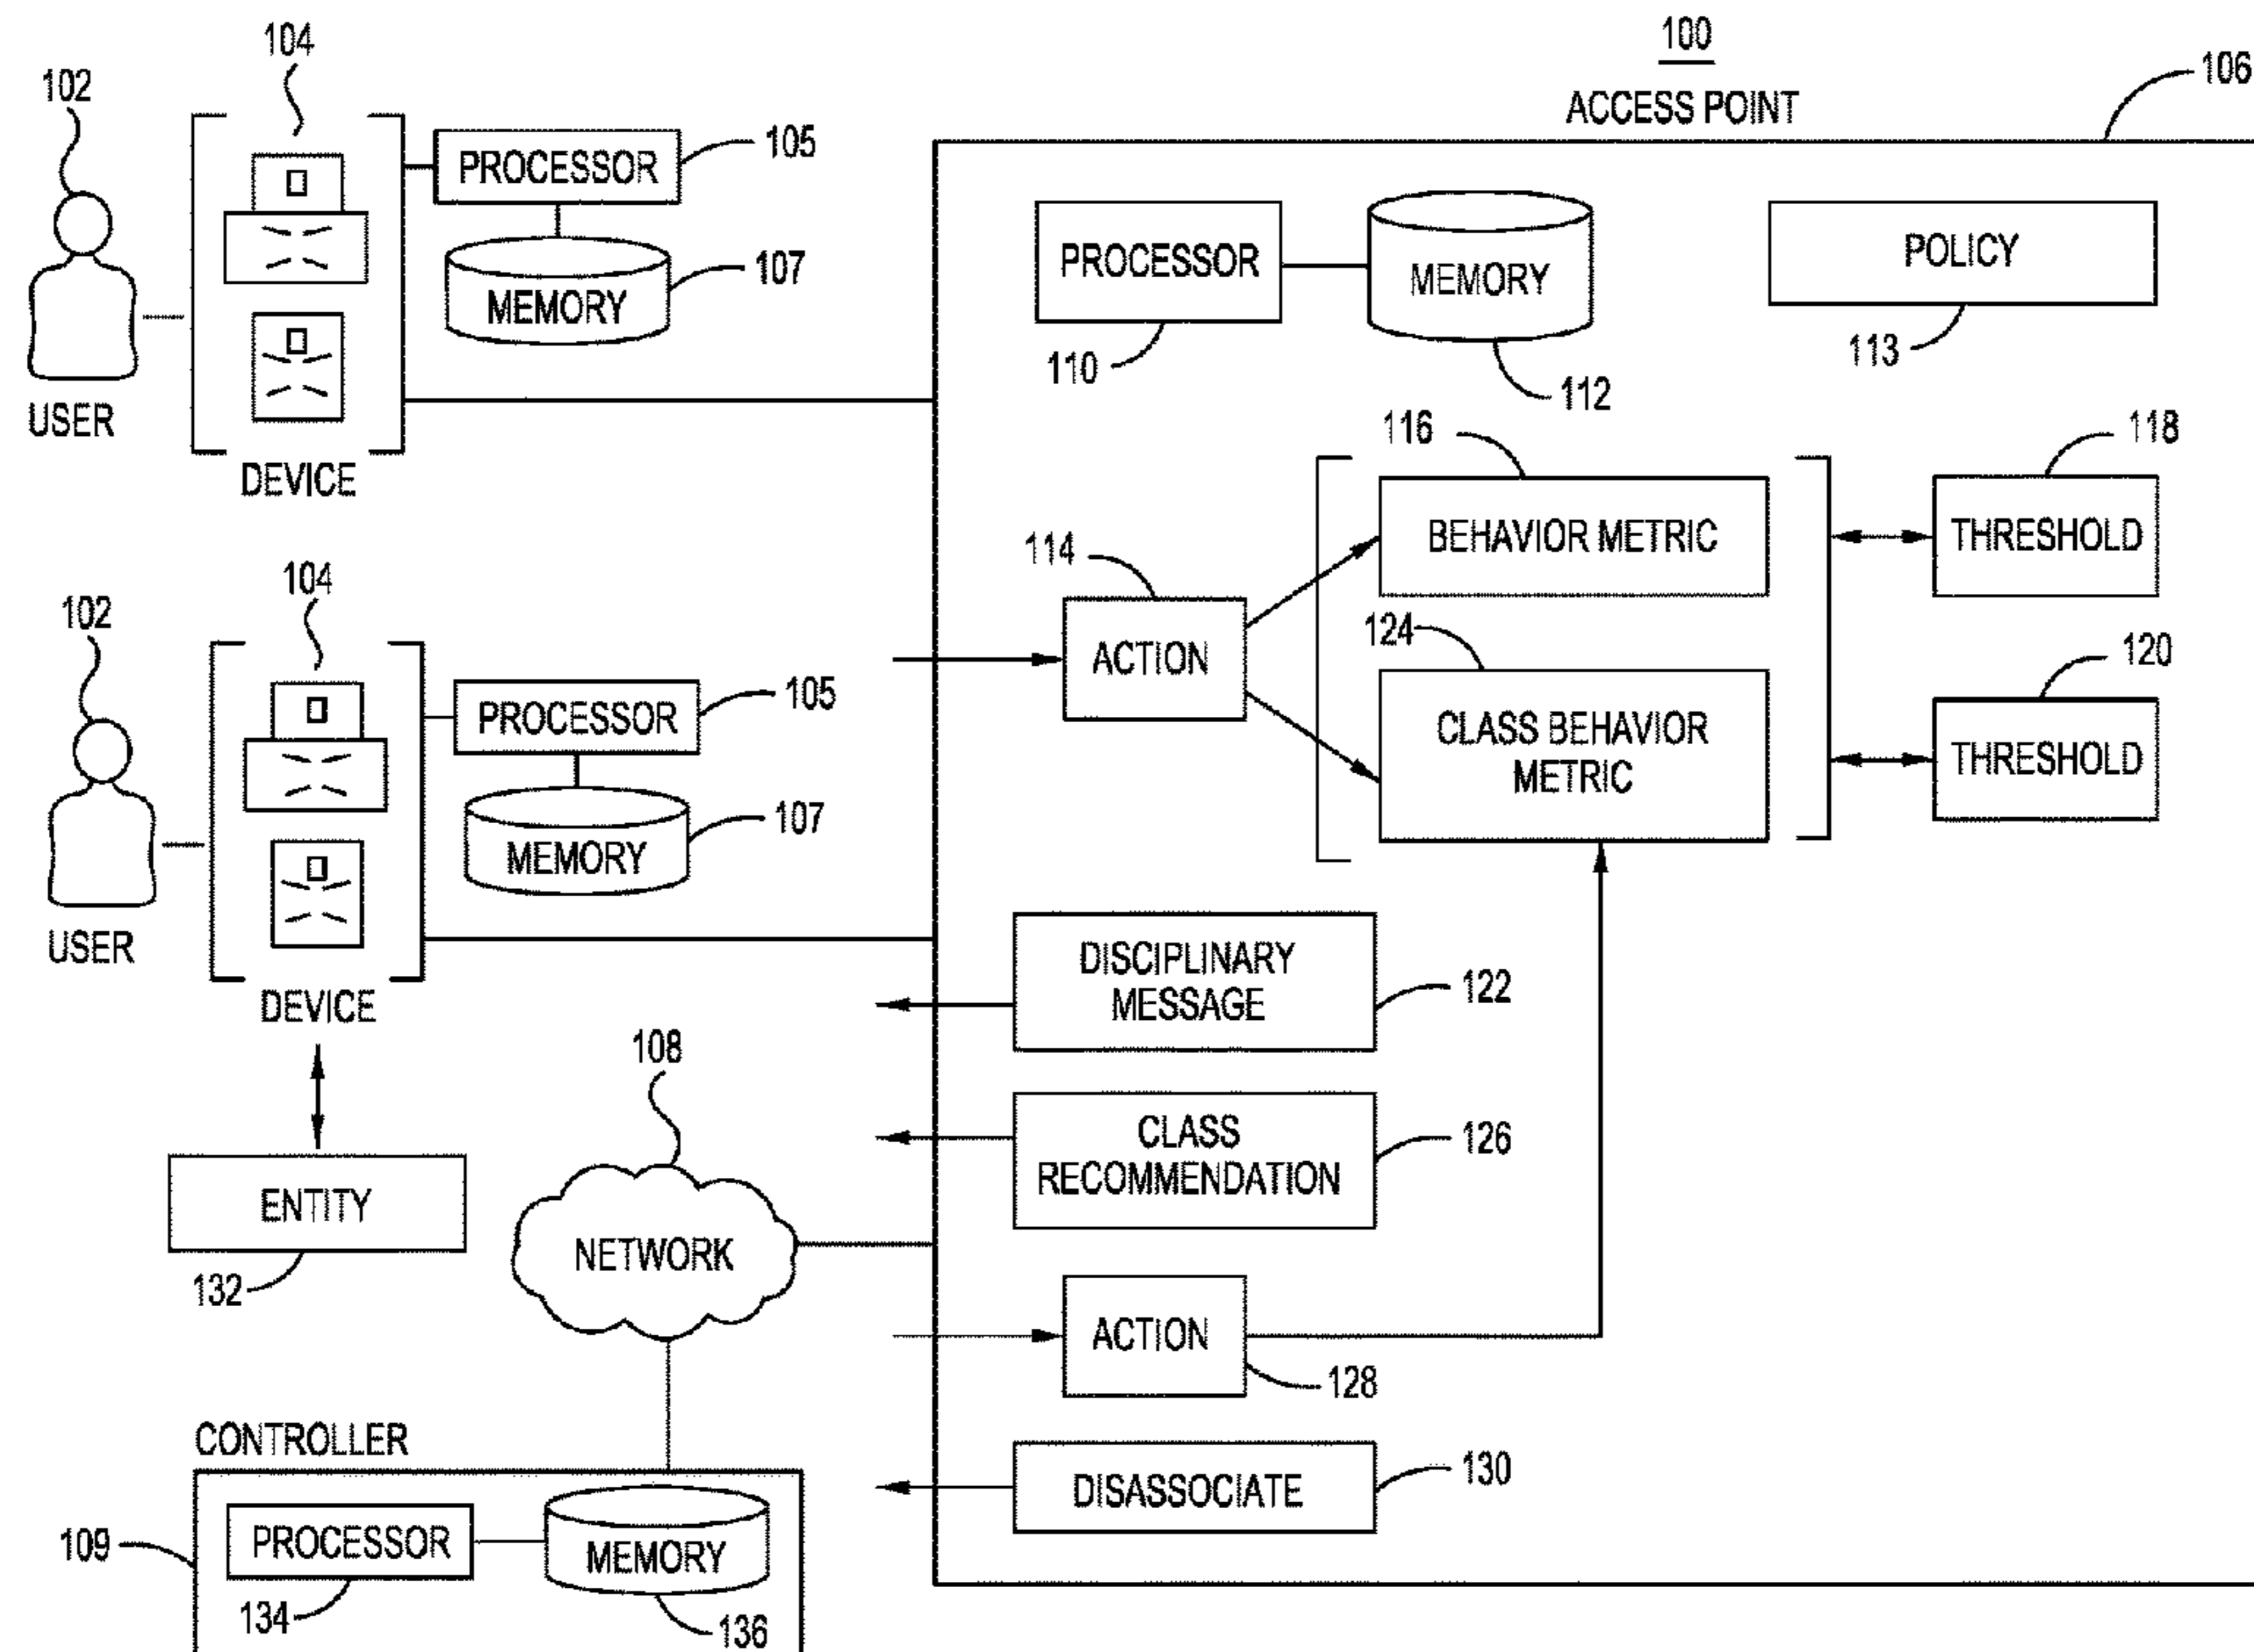 100
ACCESS POINT
106
102
104
PROCESSOR
105
MEMORY
107
USER
DEVICE
PROCESSOR
110
MEMORY
112
POLICY
113
102
104
PROCESSOR
105
MEMORY
107
USER
DEVICE
114
ACTION
116
BEHAVIOR METRIC
118
THRESHOLD
124
CLASS BEHAVIOR
METRIC
120
THRESHOLD
DISCIPLINARY
MESSAGE
122
CLASS
RECOMMENDATION
126
ENTITY
132
108
NETWORK
ACTION
128
DISASSOCIATE
130
CONTROLLER
109
PROCESSOR
134
MEMORY
136